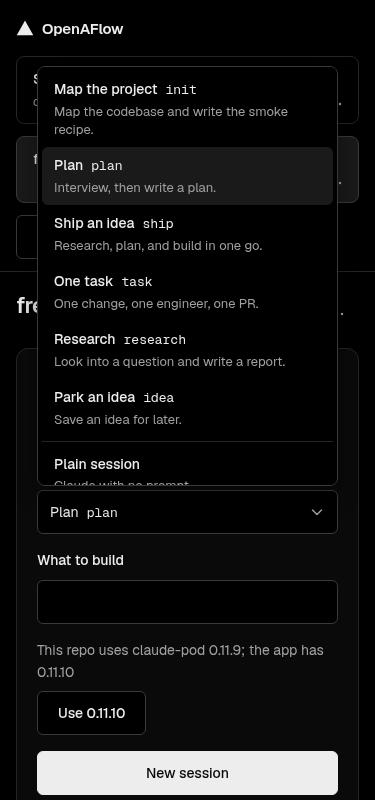 OpenAFlow
Map the project init
Map the codebase and write the smoke
recipe.
Plan plan
Interview, then write a plan.
Ship an idea ship
Research, plan, and build in one go.
One task task
One change, one engineer, one PR.
Research research
Look into a question and write a report.
Park an idea idea
Save an idea for later.
Plain session
Claude with no prompt.
Plan plan
What to build
This repo uses claude-pod 0.11.9; the app has
0.11.10
Use 0.11.10
New session